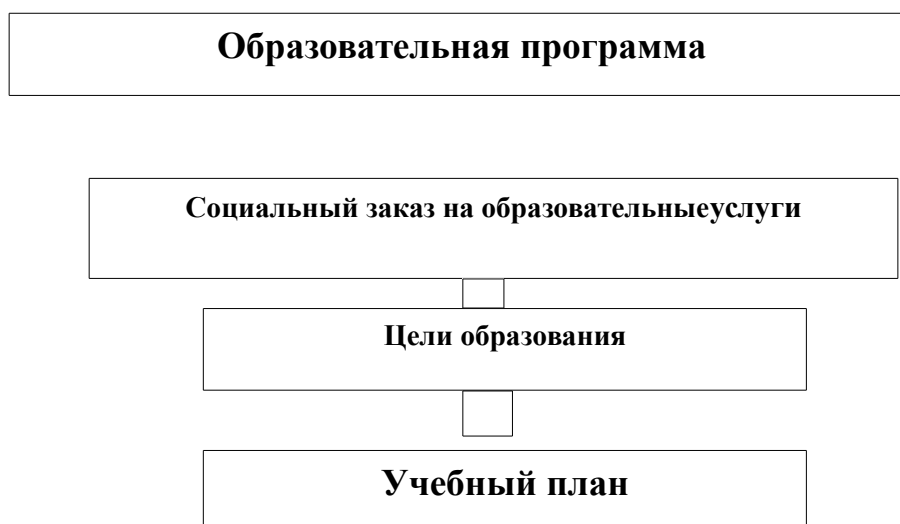 Образовательная программа
Социальный заказ на образовательныеуслуги
Цели образования
Учебный план